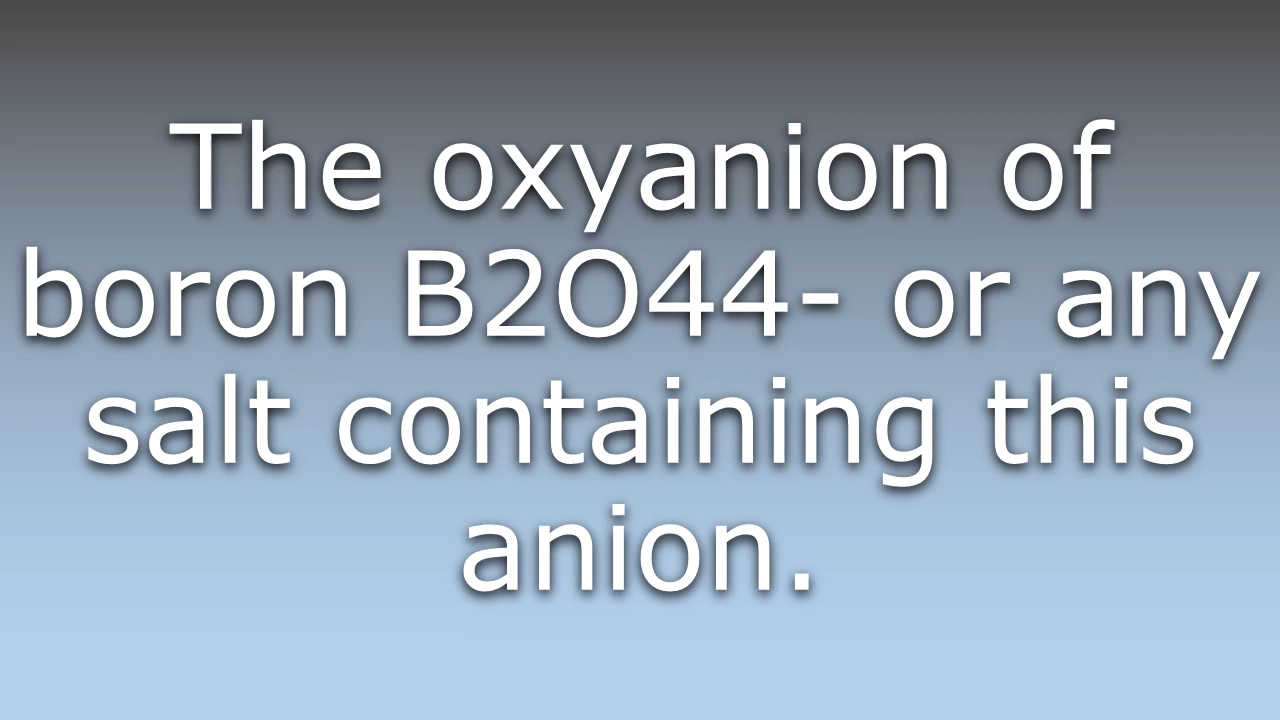 The oxyanion of
boron B2O44- or any
salt containing this
anion.